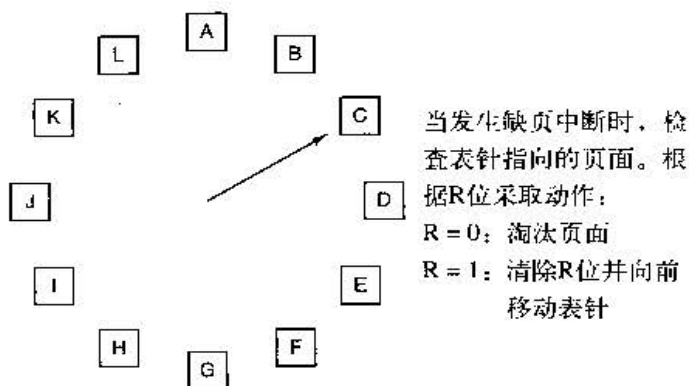 A
B
C
D
E
F
G
H
I
J
K
L
当发生缺页中断时，检
查表针指向的页面。根
据R位采取动作：
R = 0：淘汰页面
R = 1：清除R位并向前
移动表针